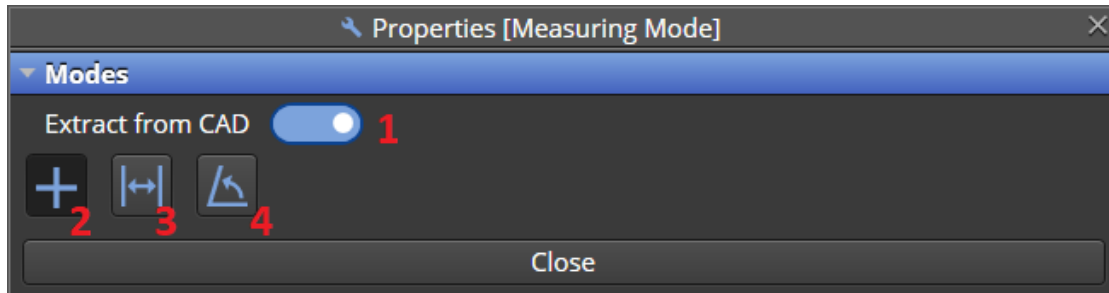 Properties [Measuring Mode]
Modes
Extract from CAD 1
2 3 4
Close